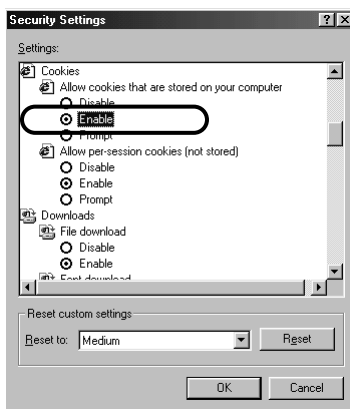 Security Settings
Settings:
Cookies
Allow cookies that are stored on your computer
Disable
Enable
Prompt
Allow per-session cookies (not stored)
Disable
Enable
Prompt
Downloads
File download
Disable
Enable
Font download
Reset custom settings
Reset to: Medium Reset
OK Cancel